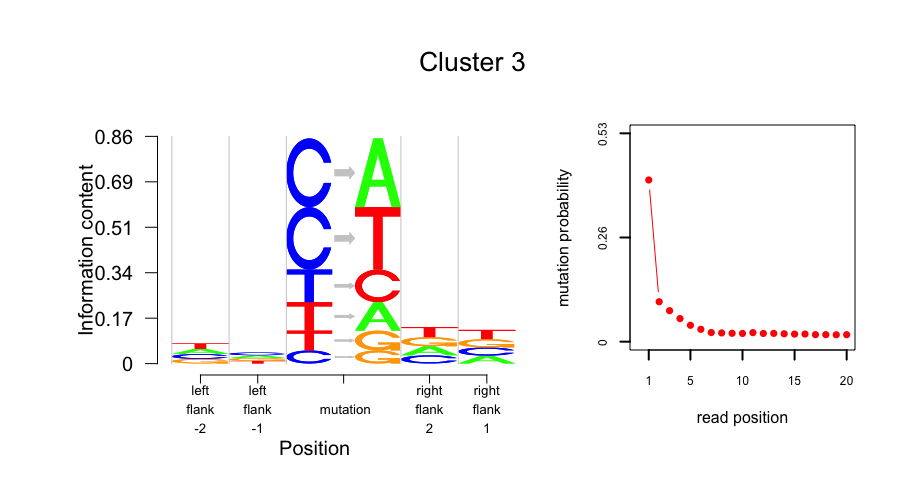 Cluster 3
Information content
0.86
0.69
0.51
0.34
0.17
0
C A
C T
T C
T A
T G
C G
T
A
C
G
C
A
G
T
T
G
A
C
T
G
C
A
left
flank
-2
left
flank
-1
mutation
right
flank
2
right
flank
1
Position
mutation probability
0.53
0.26
0
1 5 10 15 20
read position